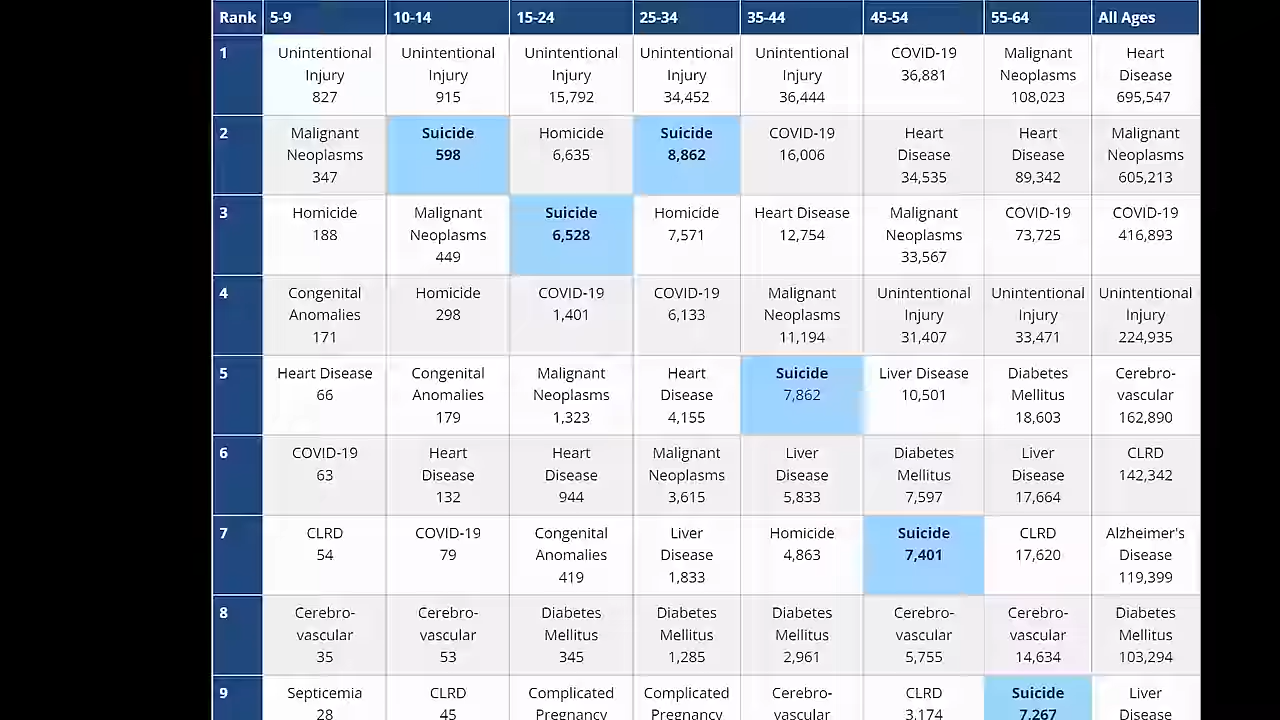 Rank 5-9 10-14 15-24 25-34 35-44 45-54 55-64 All Ages
1 Unintentional Unintentional Unintentional Unintentional Unintentional COVID-19 Malignant Heart
Injury Injury Injury Injury Injury 36,881 Neoplasms Disease
827 915 15,792 34,452 36,444 108,023 695,547
2 Malignant Suicide Homicide Suicide COVID-19 Heart Heart Malignant
Neoplasms 598 6,635 8,862 16,006 Disease Disease Neoplasms
347 34,535 89,342 605,213
3 Homicide Malignant Suicide Homicide Heart Disease Malignant COVID-19 COVID-19
188 Neoplasms 6,528 7,571 12,754 Neoplasms 73,725 416,893
449 33,567
4 Congenital Homicide COVID-19 COVID-19 Malignant Unintentional Unintentional Unintentional
Anomalies 298 1,401 6,133 Neoplasms Injury Injury Injury
171 11,194 31,407 33,471 224,935
5 Heart Disease Congenital Malignant Heart Suicide Liver Disease Diabetes Cerebro-
66 Anomalies Neoplasms Disease 7,862 10,501 Mellitus vascular
179 1,323 4,155 18,603 162,890
6 COVID-19 Heart Heart Malignant Liver Diabetes Liver CLRD
63 Disease Disease Neoplasms Disease Mellitus Disease 142,342
132 944 3,615 5,833 7,597 17,664
7 CLRD COVID-19 Congenital Liver Homicide Suicide CLRD Alzheimer's
54 79 Anomalies Disease 4,863 7,401 17,620 Disease
419 1,833 119,399
8 Cerebro- Cerebro- Diabetes Diabetes Diabetes Cerebro- Cerebro- Diabetes
vascular vascular Mellitus Mellitus Mellitus vascular vascular Mellitus
35 53 345 1,285 2,961 5,755 14,634 103,294
9 Septicemia CLRD Complicated Complicated Cerebro- CLRD Suicide Liver
28 45 Pregnancy Pregnancy vascular 3,174 7,267 Disease